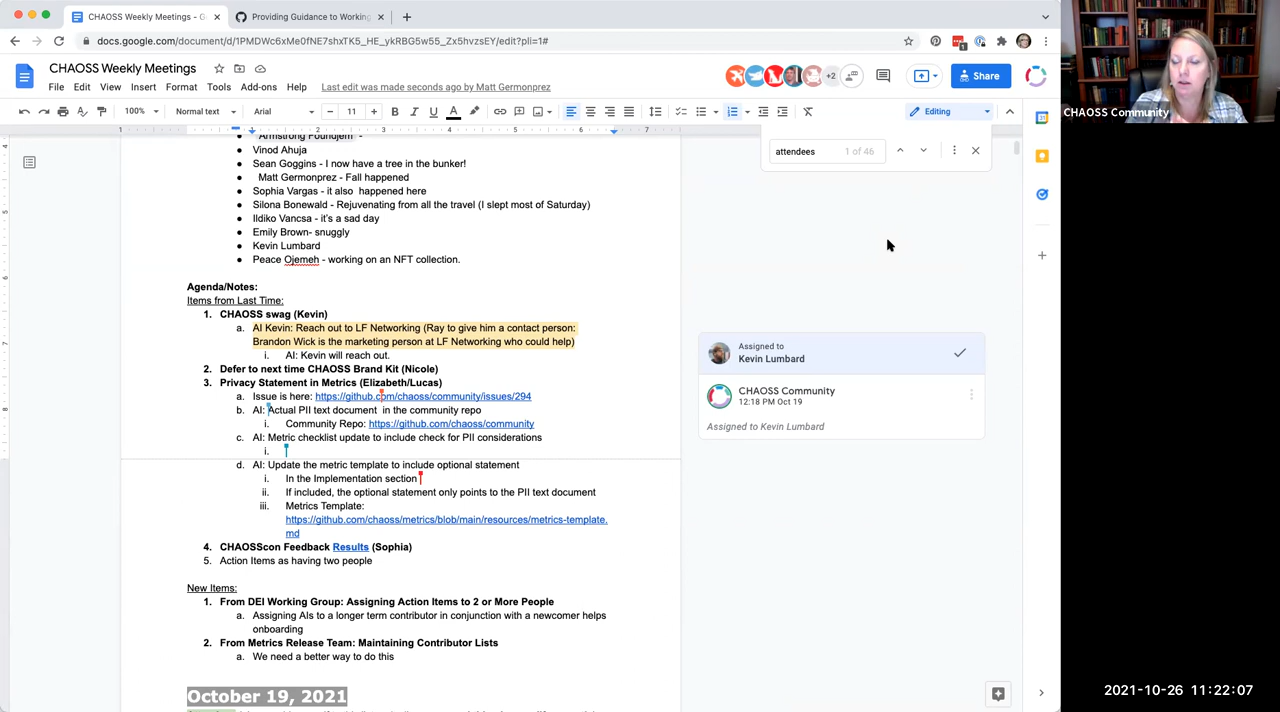 CHAOSS Weekly Meetings - G
Providing Guidance to Working
docs.google.com/document/d/1PMDWc6xMe0fNE7shxTK5_HE_ykRBG5w55_Zx5hvzsEY/edit?pli=1#
CHAOSS Weekly Meetings
+2
Share
File Edit View Insert Format Tools Add-ons Help Last edit was made seconds ago by Matt Germonprez
100% Normal text Arial 11 Editing
CHAOSS Community
attendees 1 of 46
Armstrong Foundjem -
Vinod Ahuja
Sean Goggins - I now have a tree in the bunker!
Matt Germonprez - Fall happened
Sophia Vargas - it also happened here
Silona Bonewald - Rejuvenating from all the travel (I slept most of Saturday)
Ildiko Vancsa - it's a sad day
Emily Brown- snuggly
Kevin Lumbard
Peace Ojemeh - working on an NFT collection.
Agenda/Notes:
Items from Last Time:
1. CHAOSS swag (Kevin)
a. AI Kevin: Reach out to LF Networking (Ray to give him a contact person:
Brandon Wick is the marketing person at LF Networking who could help)
i. AI: Kevin will reach out.
2. Defer to next time CHAOSS Brand Kit (Nicole)
3. Privacy Statement in Metrics (Elizabeth/Lucas)
a. Issue is here: https://github.com/chaoss/community/issues/294
b. AI: Actual PII text document in the community repo
i. Community Repo: https://github.com/chaoss/community
c. AI: Metric checklist update to include check for PII considerations
i.
d. AI: Update the metric template to include optional statement
i. In the Implementation section
ii. If included, the optional statement only points to the PII text document
iii. Metrics Template:
https://github.com/chaoss/metrics/blob/main/resources/metrics-template.
md
4. CHAOSScon Feedback Results (Sophia)
5. Action Items as having two people
New Items:
1. From DEI Working Group: Assigning Action Items to 2 or More People
a. Assigning AIs to a longer term contributor in conjunction with a newcomer helps
onboarding
2. From Metrics Release Team: Maintaining Contributor Lists
a. We need a better way to do this
October 19, 2021
Assigned to
Kevin Lumbard
CHAOSS Community
12:18 PM Oct 19
Assigned to Kevin Lumbard
2021-10-26 11:22:07